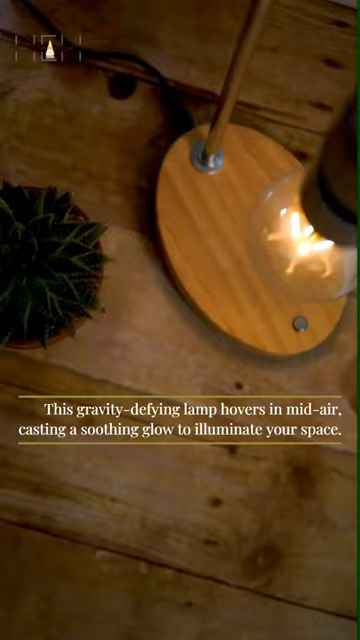 This gravity-defying lamp hovers in mid-air,
casting a soothing glow to illuminate your space.